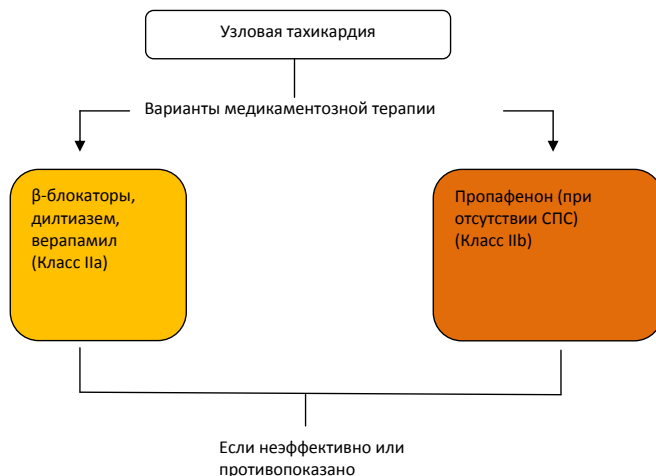 Узловая тахикардия
Варианты медикаментозной терапии
β-блокаторы,
дилтиазем,
верапамил
(Класс IIa)
Пропафенон (при
отсутствии СПС)
(Класс IIb)
Если неэффективно или
противопоказано